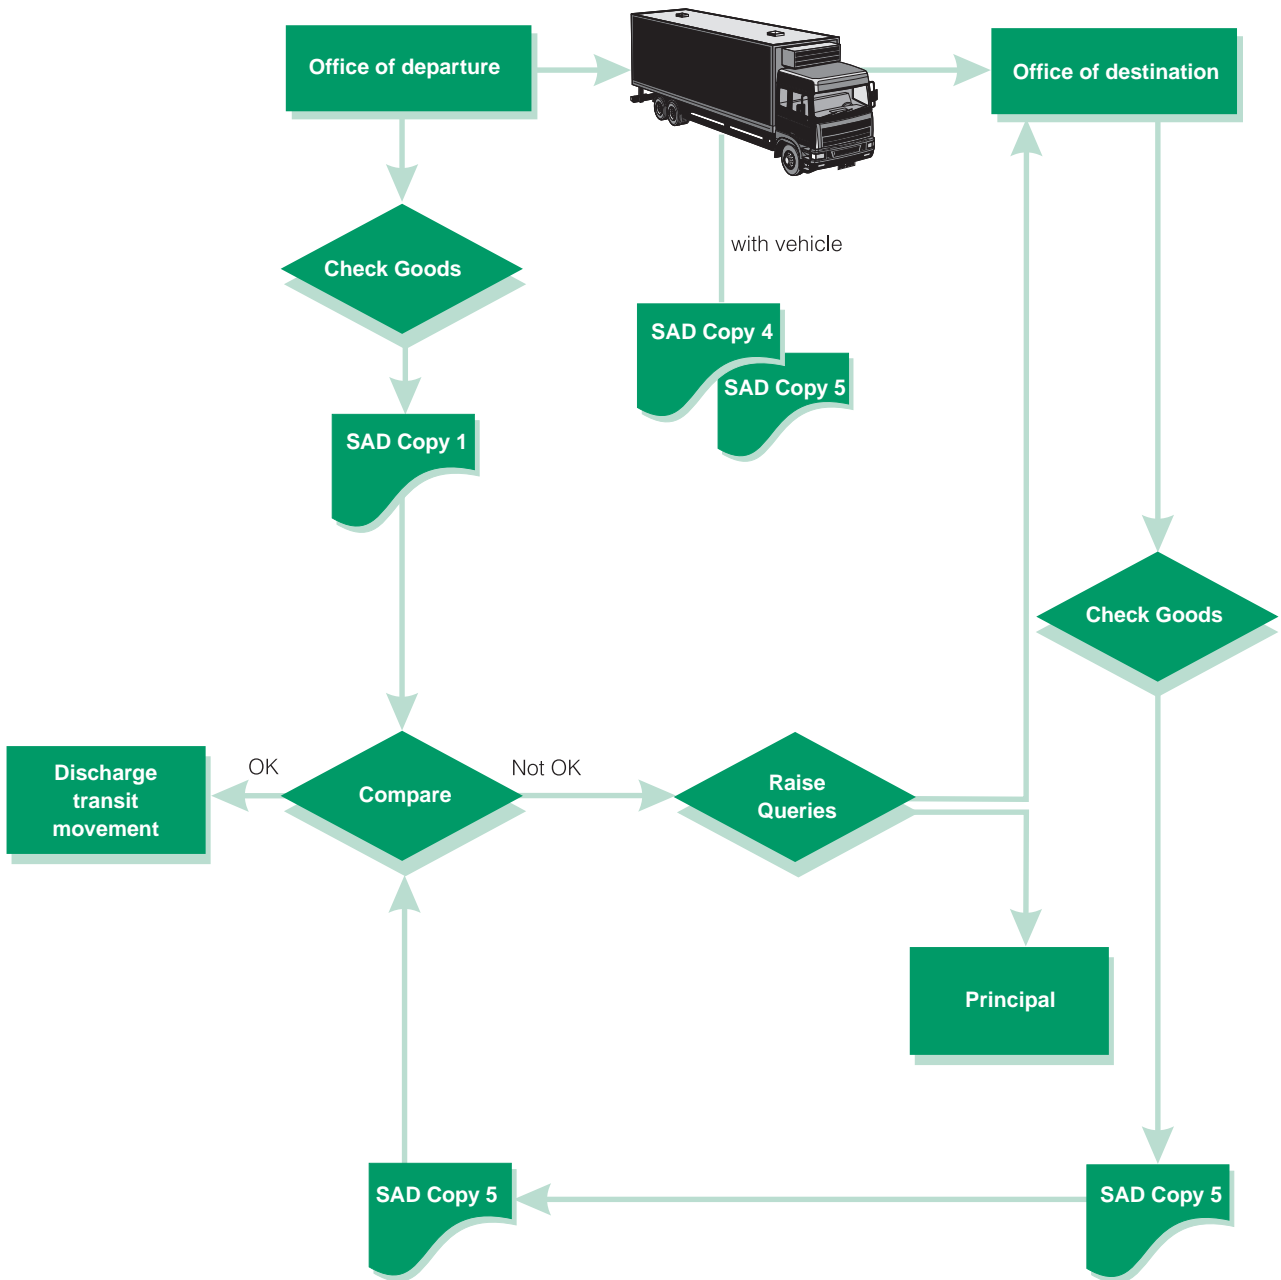 Office of departure
Office of destination
Check Goods
with vehicle
SAD Copy 4
SAD Copy 5
SAD Copy 1
Check Goods
Discharge
transit
movement
OK
Compare
Not OK
Raise
Queries
Principal
SAD Copy 5
SAD Copy 5